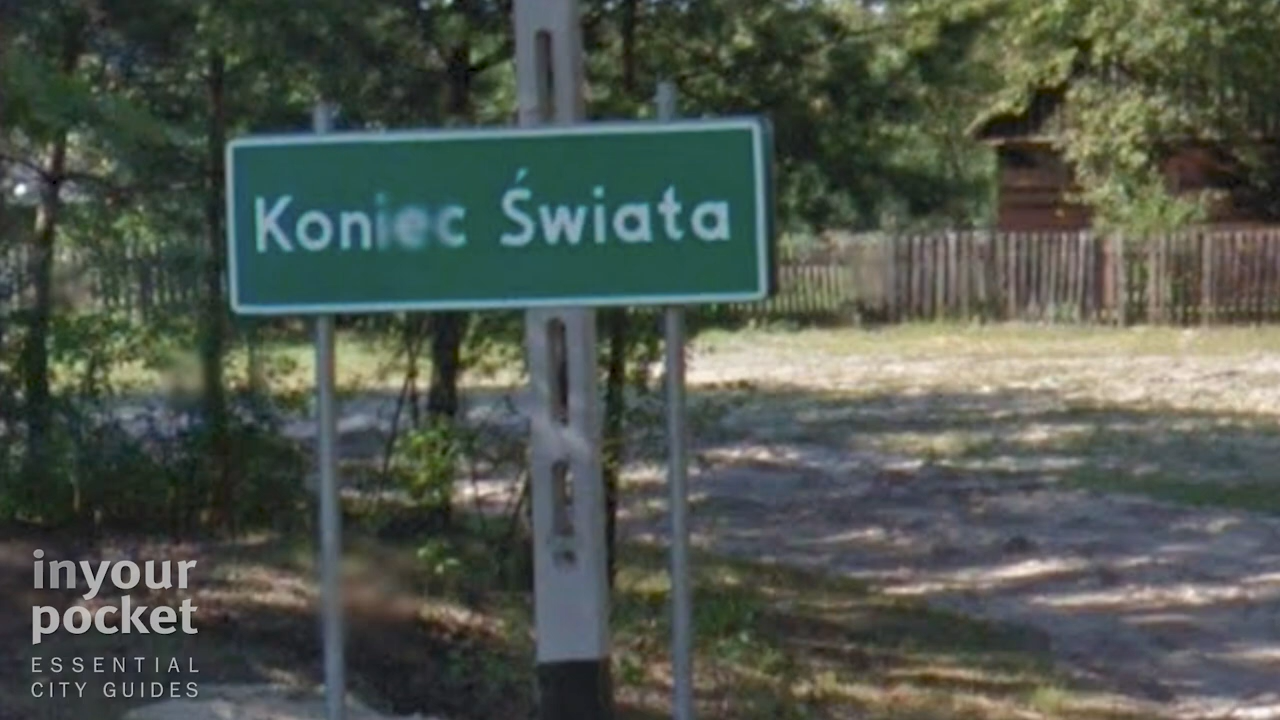 Koniec Świata
inyour
pocket
ESSENTIAL
CITY GUIDES